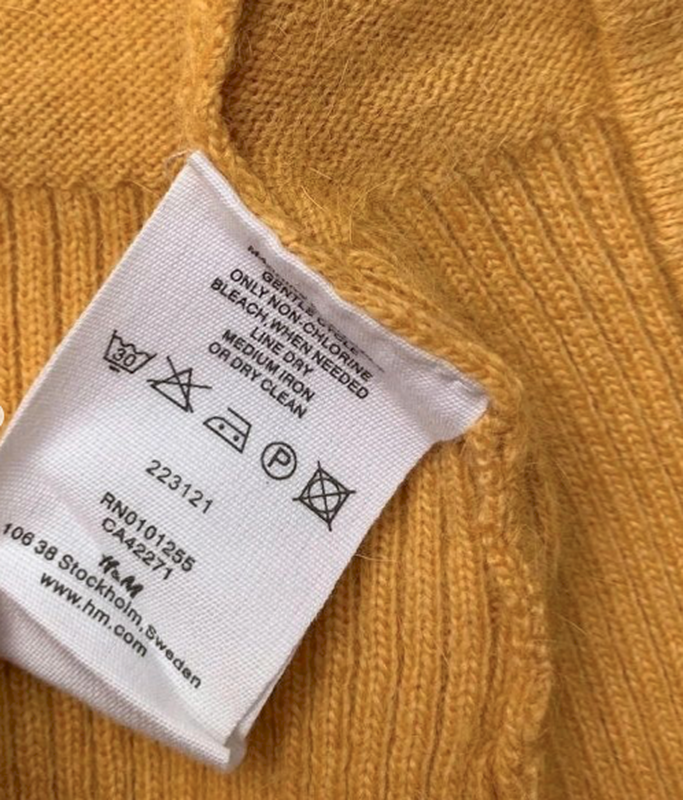 GENTLE CYCLE
ONLY NON-CHLORINE
BLEACH, WHEN NEEDED
LINE DRY
MEDIUM IRON
OR DRY CLEAN
30
P
223121
RN0101255
CA42271
H&M
106 38 Stockholm, Sweden
www.hm.com